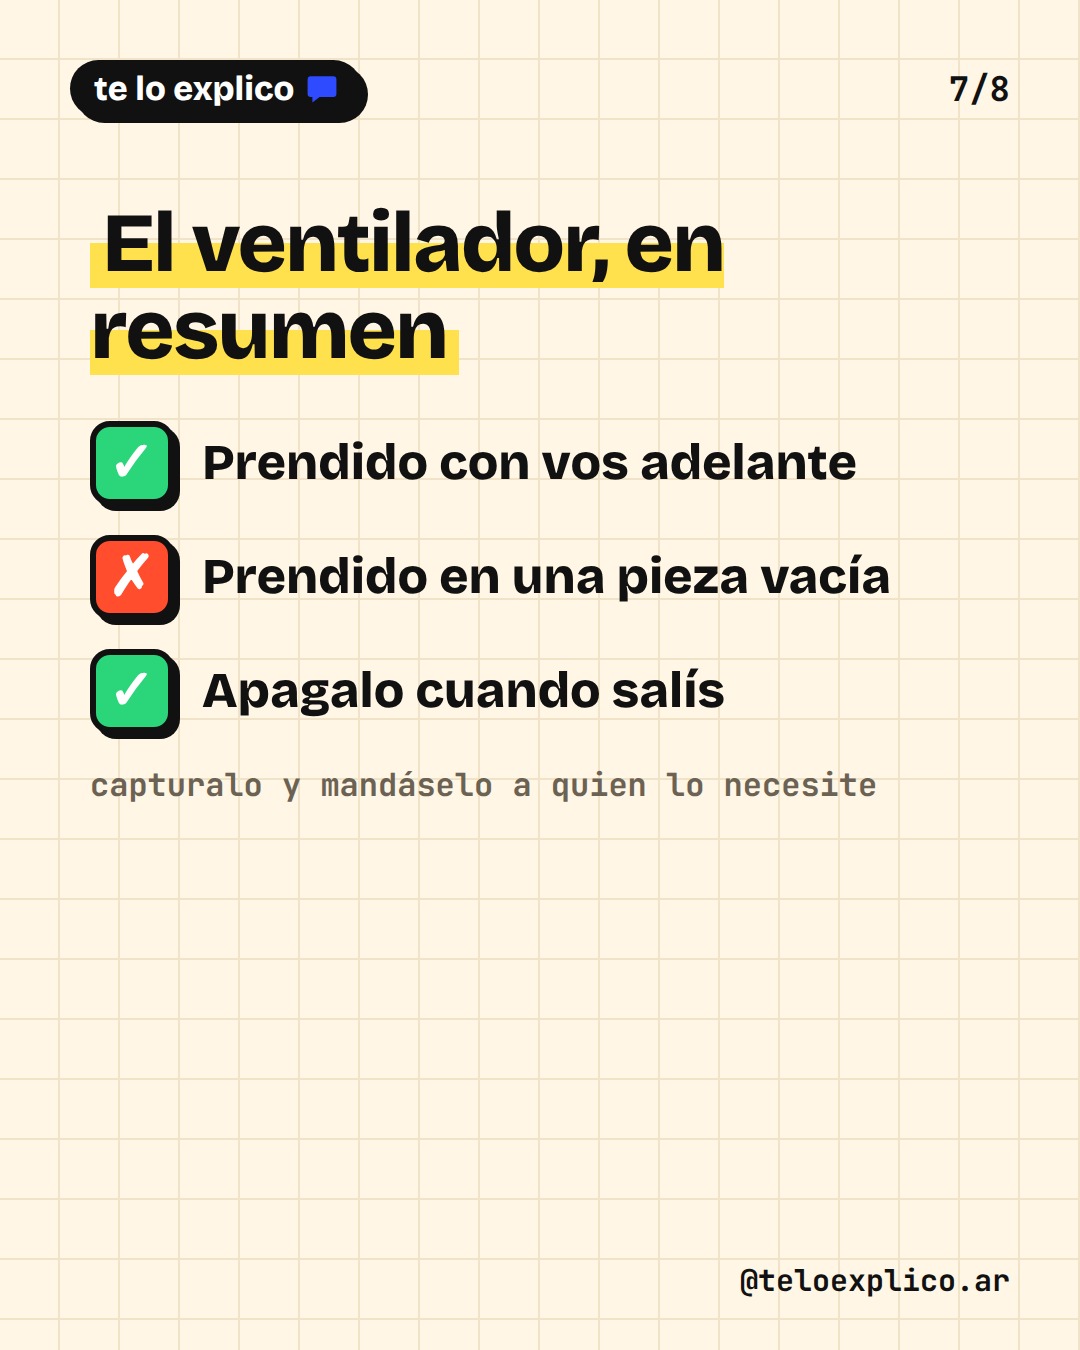 te lo explico
7/8
El ventilador, en
resumen
✓ Prendido con vos adelante
✗ Prendido en una pieza vacía
✓ Apagalo cuando salís
capturalo y mandáselo a quien lo necesite
@teloexplico.ar